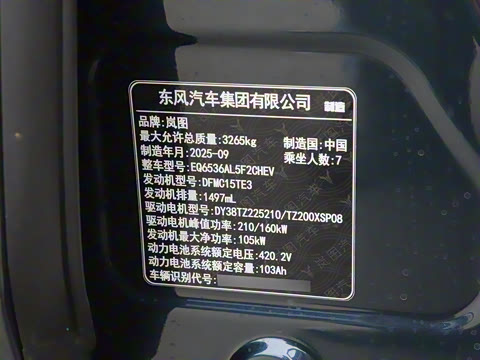 东风汽车集团有限公司 制造
品牌:岚图
最大允许总质量:3265kg 制造国:中国
制造年月:2025-09 乘坐人数:7
整车型号:EQ6536AL5F2CHEV
发动机型号:DFMC15TE3
发动机排量:1497mL
驱动电机型号:DY38TZ225210/TZ200XSP08
驱动电机峰值功率:210/160kW
发动机最大净功率:105kW
动力电池系统额定电压:420.2V
动力电池系统额定容量:103Ah
车辆识别代号: